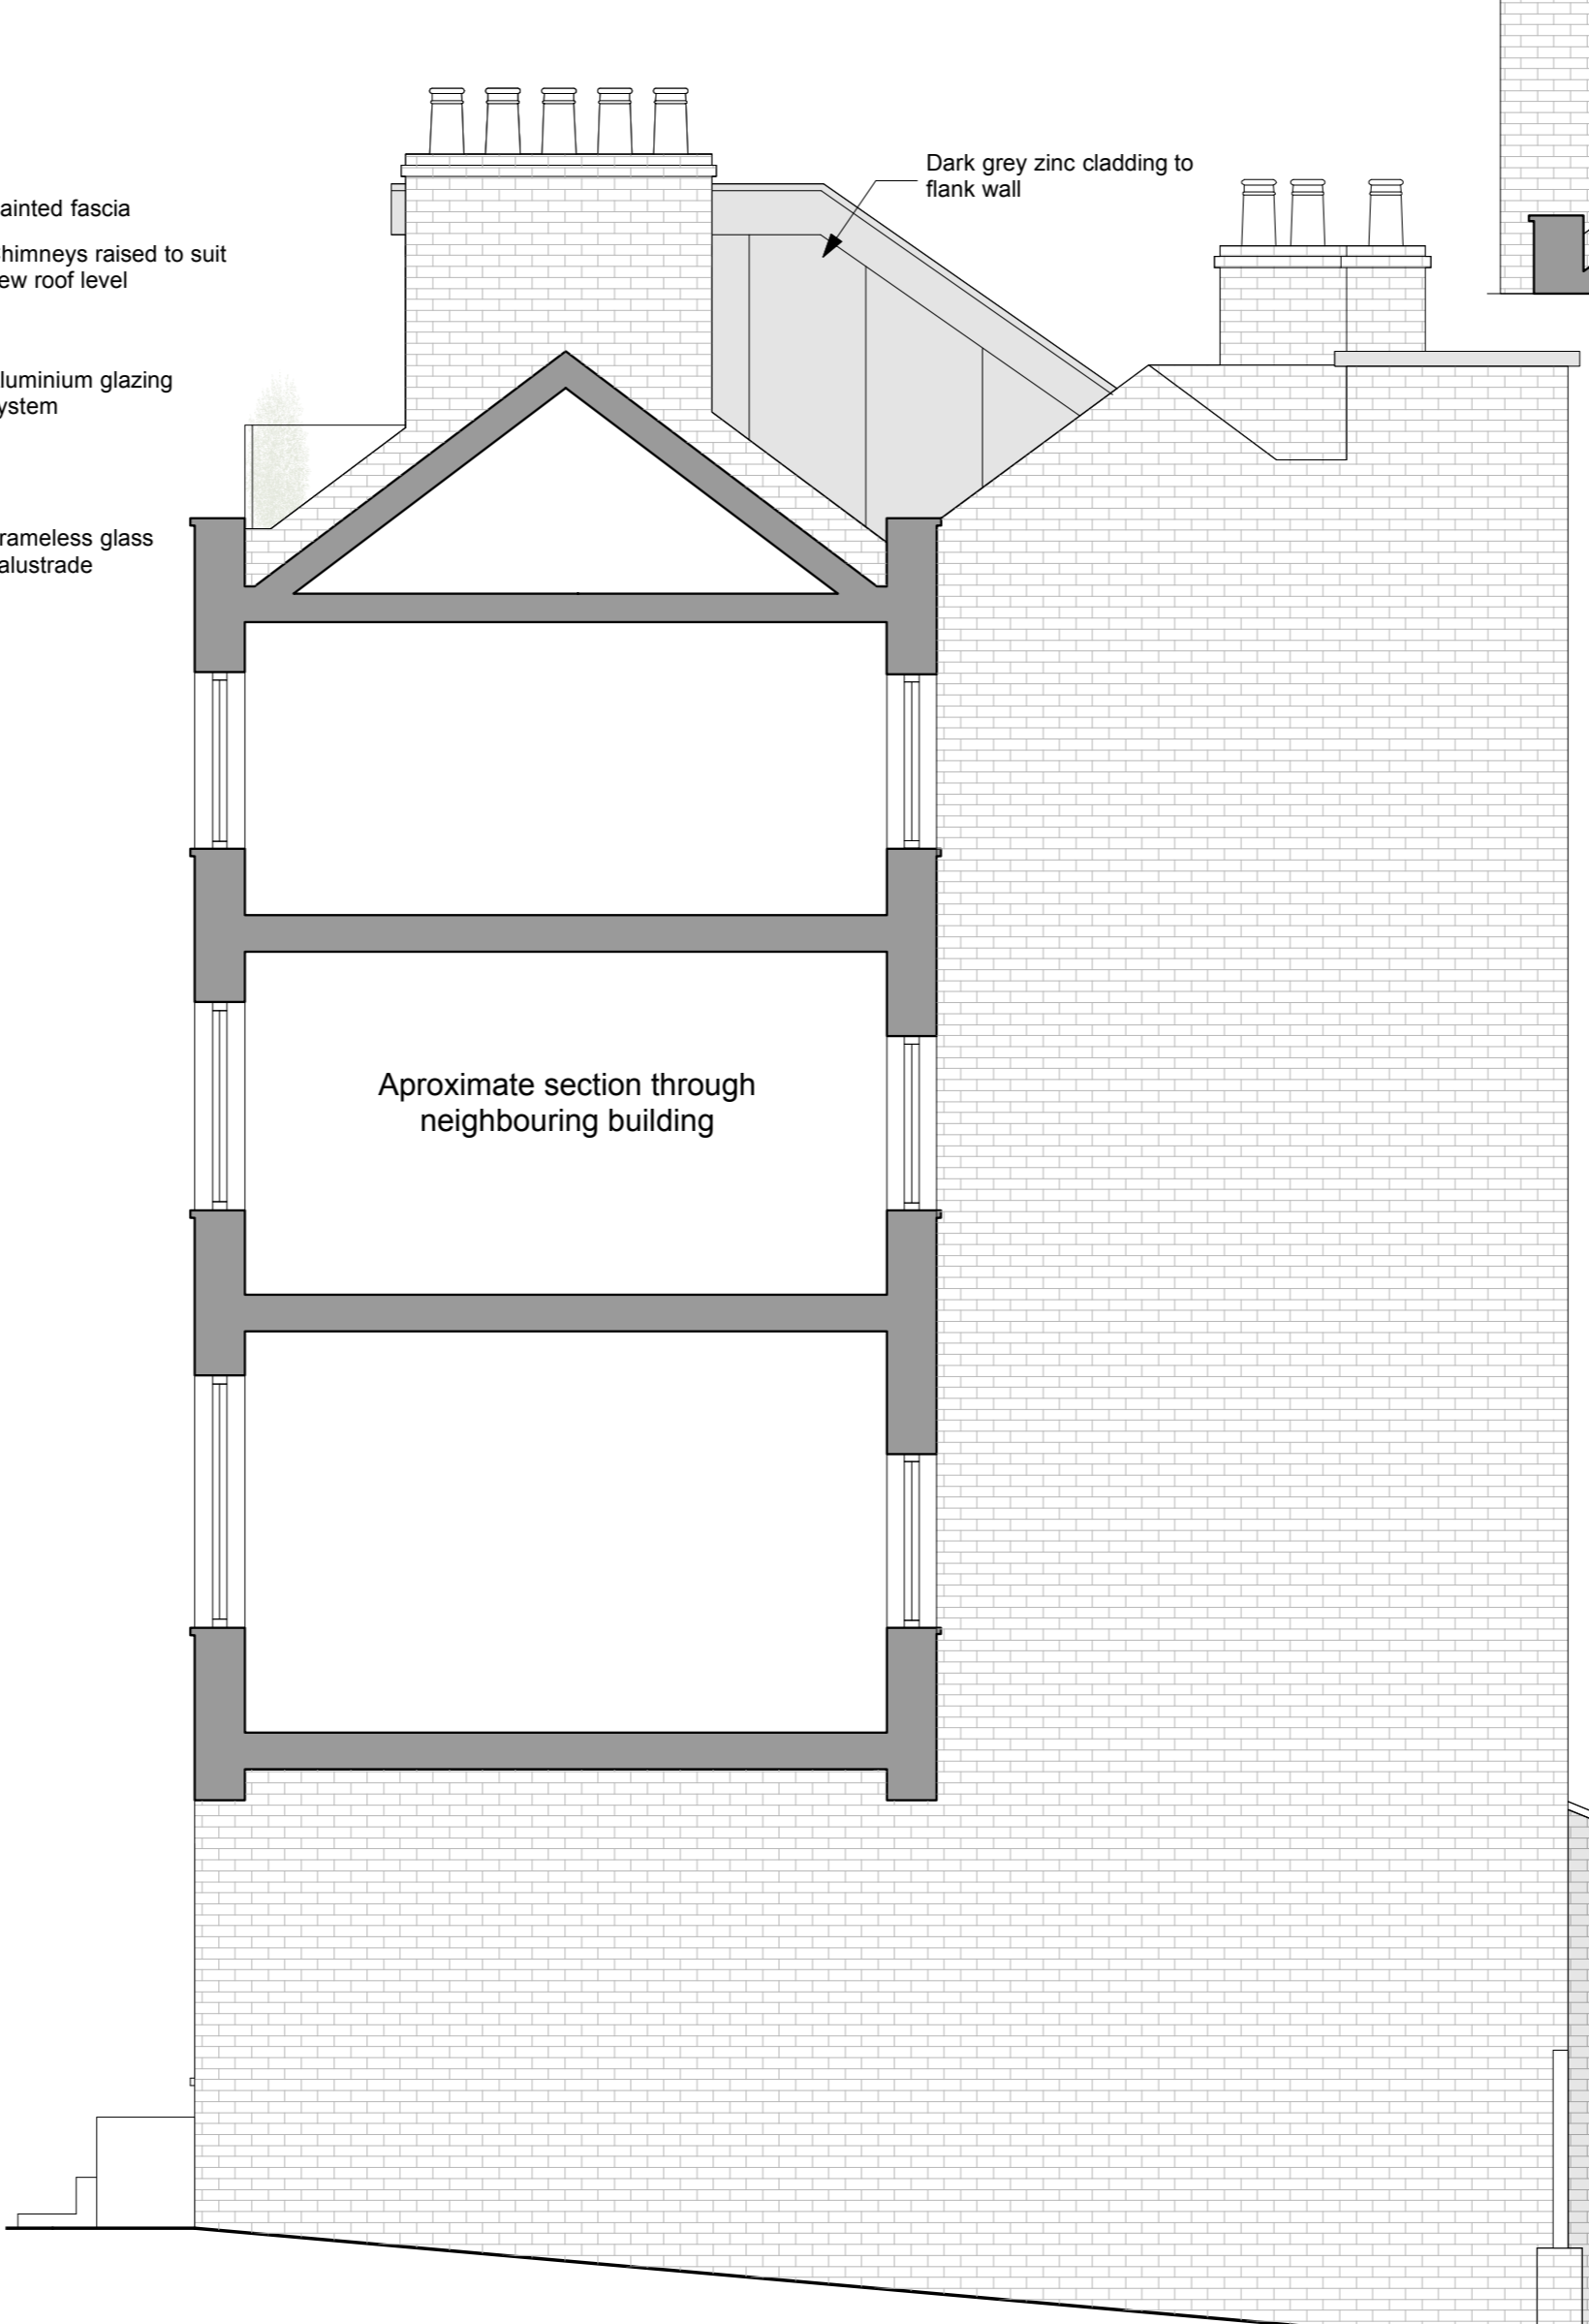 ainted fascia
himneys raised to suit
ew roof level
luminium glazing
ystem
rameless glass
alustrade
Dark grey zinc cladding to
flank wall
Aproximate section through
neighbouring building